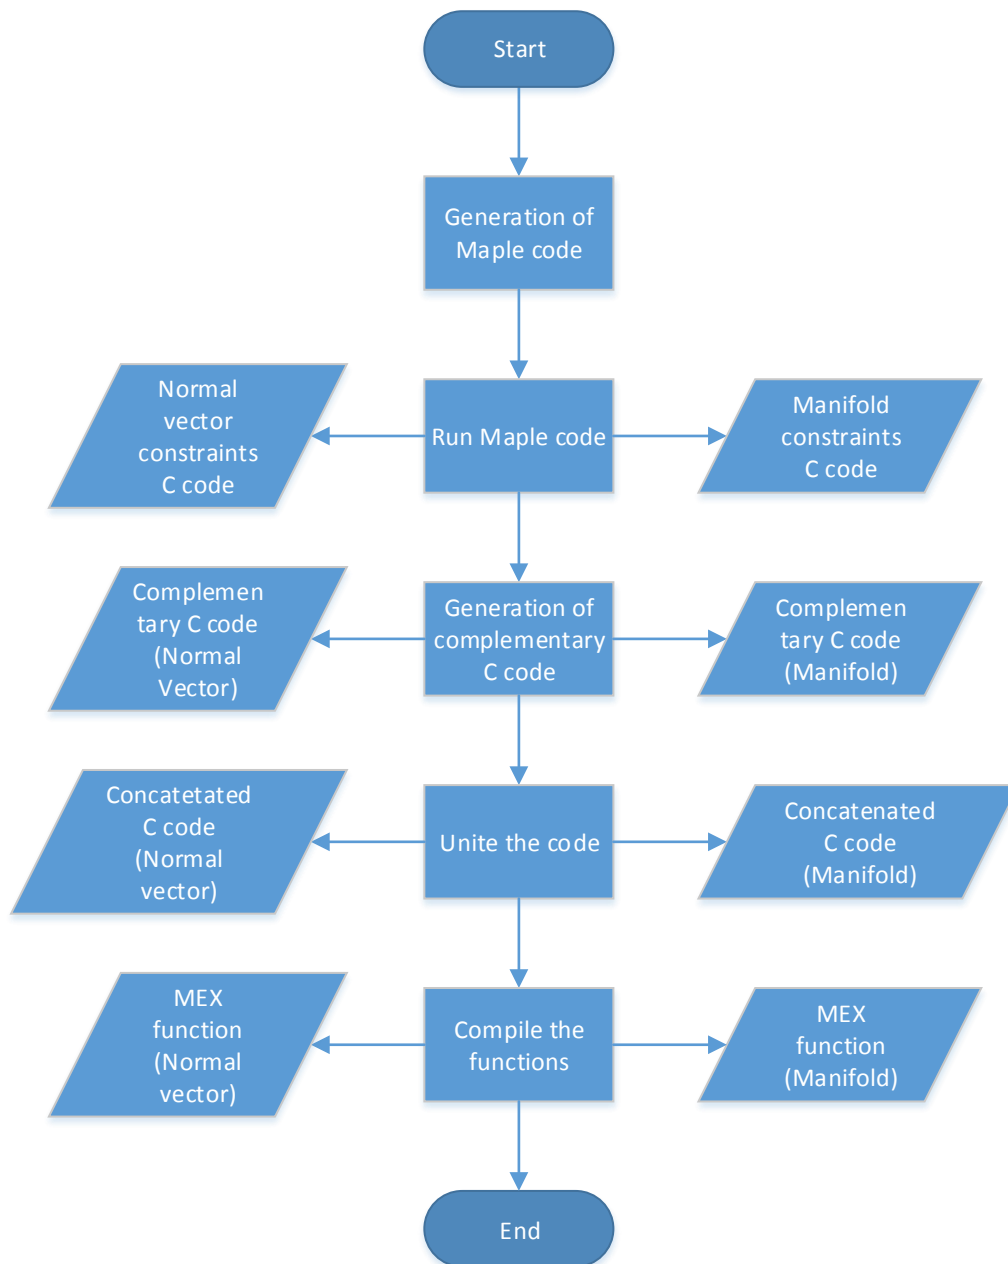 Start
Generation of
Maple code
Normal
vector
constraints
C code
Run Maple code
Manifold
constraints
C code
Complemen
tary C code
(Normal
Vector)
Generation of
complementary
C code
Complemen
tary C code
(Manifold)
Concatetated
C code
(Normal
vector)
Unite the code
Concatenated
C code
(Manifold)
MEX
function
(Normal
vector)
Compile the
functions
MEX
function
(Manifold)
End